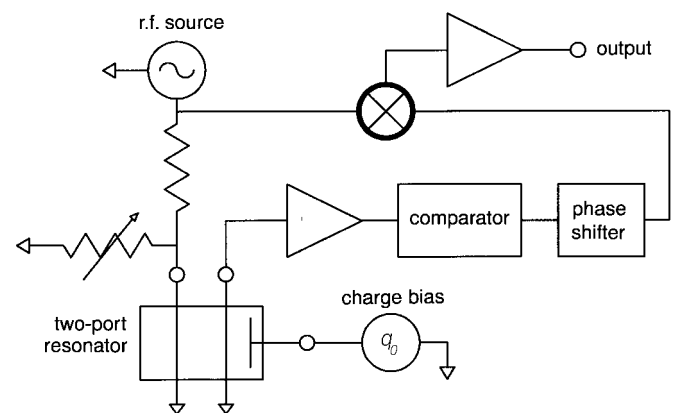 r.f. source
output
comparator
phase
shifter
charge bias
two-port
resonator
q0